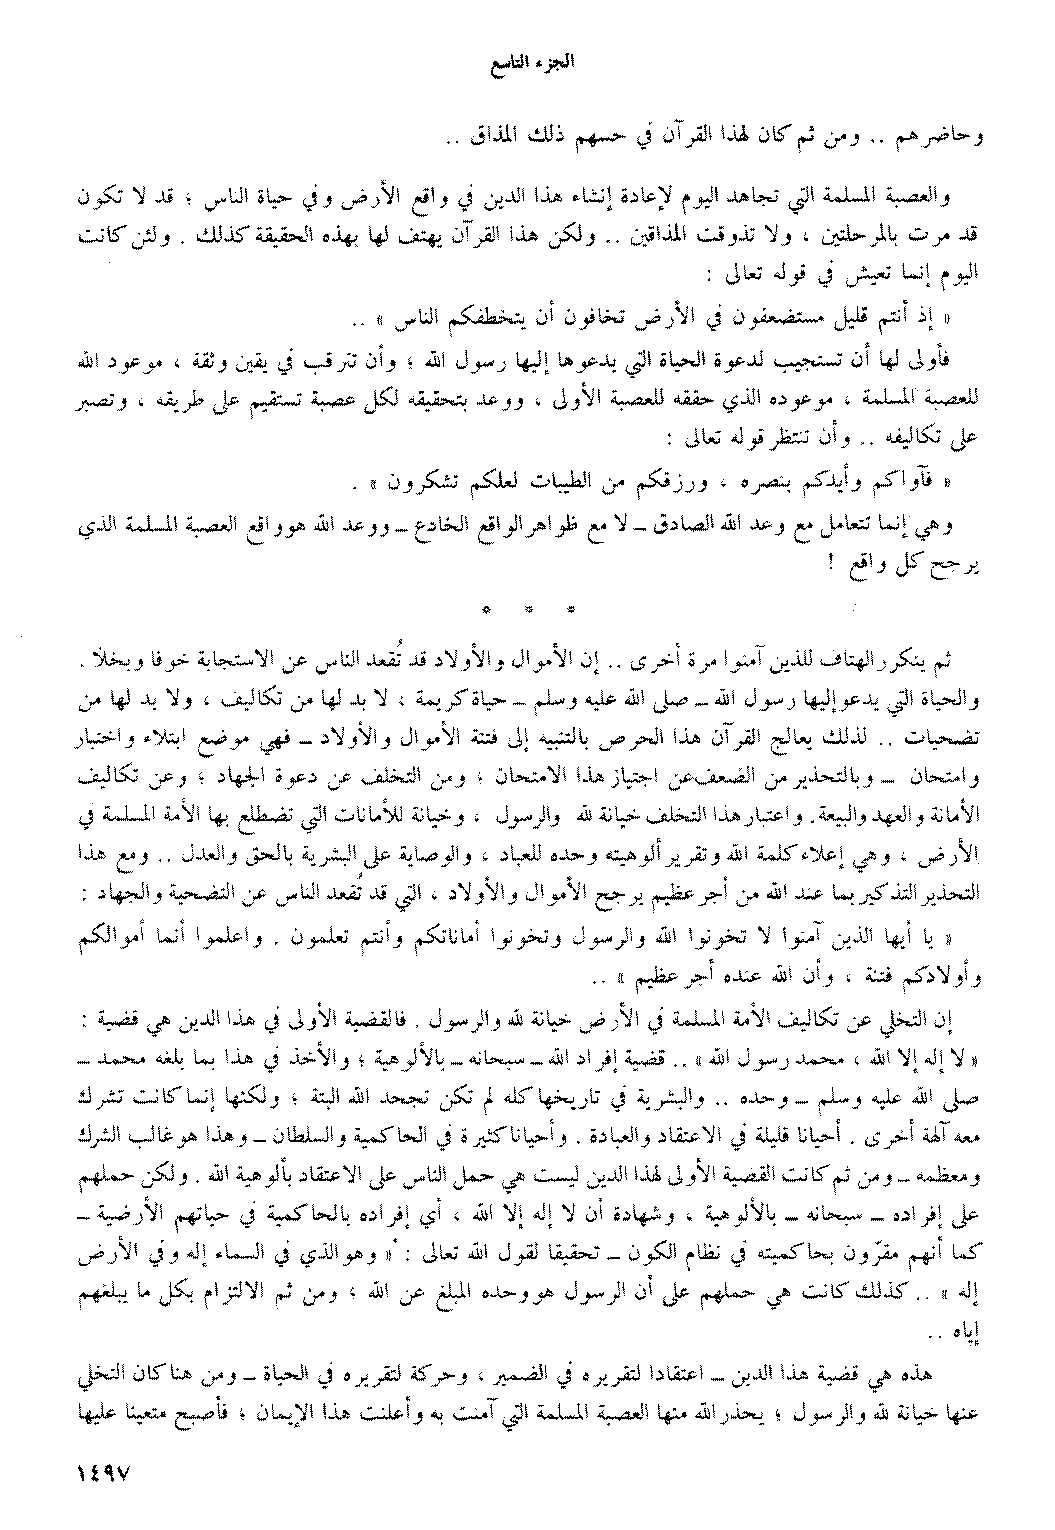 الجزء التاسع
وحاضرهم .. ومن ثم كان لهذا القرآن في حسهم ذلك المذاق ..
والعصبة المسلمة التي تجاهد اليوم لإعادة إنشاء هذا الدين في واقع الأرض وفي حياة الناس ؛ قد لا تكون
قد مرت بالمرحلتين ، ولا تذوقت المذاقين .. ولكن هذا القرآن يهتف لها بهذه الحقيقة كذلك . ولئن كانت
اليوم إنما تعيش في قوله تعالى :
« إذ أنتم قليل مستضعفون في الأرض تخافون أن يتخطفكم الناس » ..
فأولى لها أن تستجيب لدعوة الحياة التي يدعوها إليها رسول الله ؛ وأن تترقب في يقين وثقة ، موعود الله
للعصبة المسلمة ، موعوده الذي حققه للعصبة الأولى ، ووعد بتحقيقه لكل عصبة تستقيم على طريقه ، وتصبر
على تكاليفه .. وأن تنتظر قوله تعالى :
« فآواكم وأيدكم بنصره ، ورزقكم من الطيبات لعلكم تشكرون » .
وهي إنما تتعامل مع وعد الله الصادق – لا مع ظواهر الواقع الخادع – ووعد الله هو واقع العصبة المسلمة الذي
يرجح كل واقع !
* * *
ثم يتكرر الهتاف للذين آمنوا مرة أخرى .. إن الأموال والأولاد قد تُقعد الناس عن الاستجابة خوفا وبخلا .
والحياة التي يدعو إليها رسول الله – صلى الله عليه وسلم – حياة كريمة ؛ لا بد لها من تكاليف ، ولا بد لها من
تضحيات .. لذلك يعالج القرآن هذا الحرص بالتنبيه إلى فتنة الأموال والأولاد – فهي موضع ابتلاء واختبار
وامتحان – وبالتحذير من الضعف عن اجتياز هذا الامتحان ؛ ومن التخلف عن دعوة الجهاد ؛ وعن تكاليف
الأمانة والعهد والبيعة. واعتبار هذا التخلف خيانة لله والرسول ، وخيانة للأمانات التي تضطلع بها الأمة المسلمة في
الأرض ، وهي إعلاء كلمة الله وتقرير ألوهيته وحده للعباد ، والوصاية على البشرية بالحق والعدل .. ومع هذا
التحذير التذكير بما عند الله من أجر عظيم يرجح الأموال والأولاد ، التي قد تُقعد الناس عن التضحية والجهاد :
« يا أيها الذين آمنوا لا تخونوا الله والرسول وتخونوا أماناتكم وأنتم تعلمون . واعلموا أنما أموالكم
وأولادكم فتنة ، وأن الله عنده أجر عظيم » ..
إن التخلي عن تكاليف الأمة المسلمة في الأرض خيانة لله والرسول . فالقضية الأولى في هذا الدين هي قضية :
« لا إله إلا الله ، محمد رسول الله » .. قضية إفراد الله – سبحانه – بالألوهية ؛ والأخذ في هذا بما بلغه محمد –
صلى الله عليه وسلم – وحده .. والبشرية في تاريخها كله لم تكن تجحد الله البتة ؛ ولكنها إنما كانت تشرك
معه آلهة أخرى . أحيانا قليلة في الاعتقاد والعبادة . وأحيانا كثيرة في الحاكمية والسلطان – وهذا هو غالب الشرك
ومعظمه – ومن ثم كانت القضية الأولى لهذا الدين ليست هي حمل الناس على الاعتقاد بألوهية الله . ولكن حملهم
على إفراده – سبحانه – بالألوهية ، وشهادة أن لا إله إلا الله ، أي إفراده بالحاكمية في حياتهم الأرضية –
كما أنهم مقرّون بحاكميته في نظام الكون – تحقيقا لقول الله تعالى : « وهو الذي في السماء إله وفي الأرض
إله » .. كذلك كانت هي حملهم على أن الرسول هو وحده المبلغ عن الله ؛ ومن ثم الالتزام بكل ما يبلغهم
إياه ..
هذه هي قضية هذا الدين – اعتقادا لتقريره في الضمير ، وحركة لتقريره في الحياة – ومن هنا كان التخلي
عنها خيانة لله والرسول ؛ يحذر الله منها العصبة المسلمة التي آمنت به وأعلنت هذا الإيمان ؛ فأصبح متعينا عليها
١٤٩٧